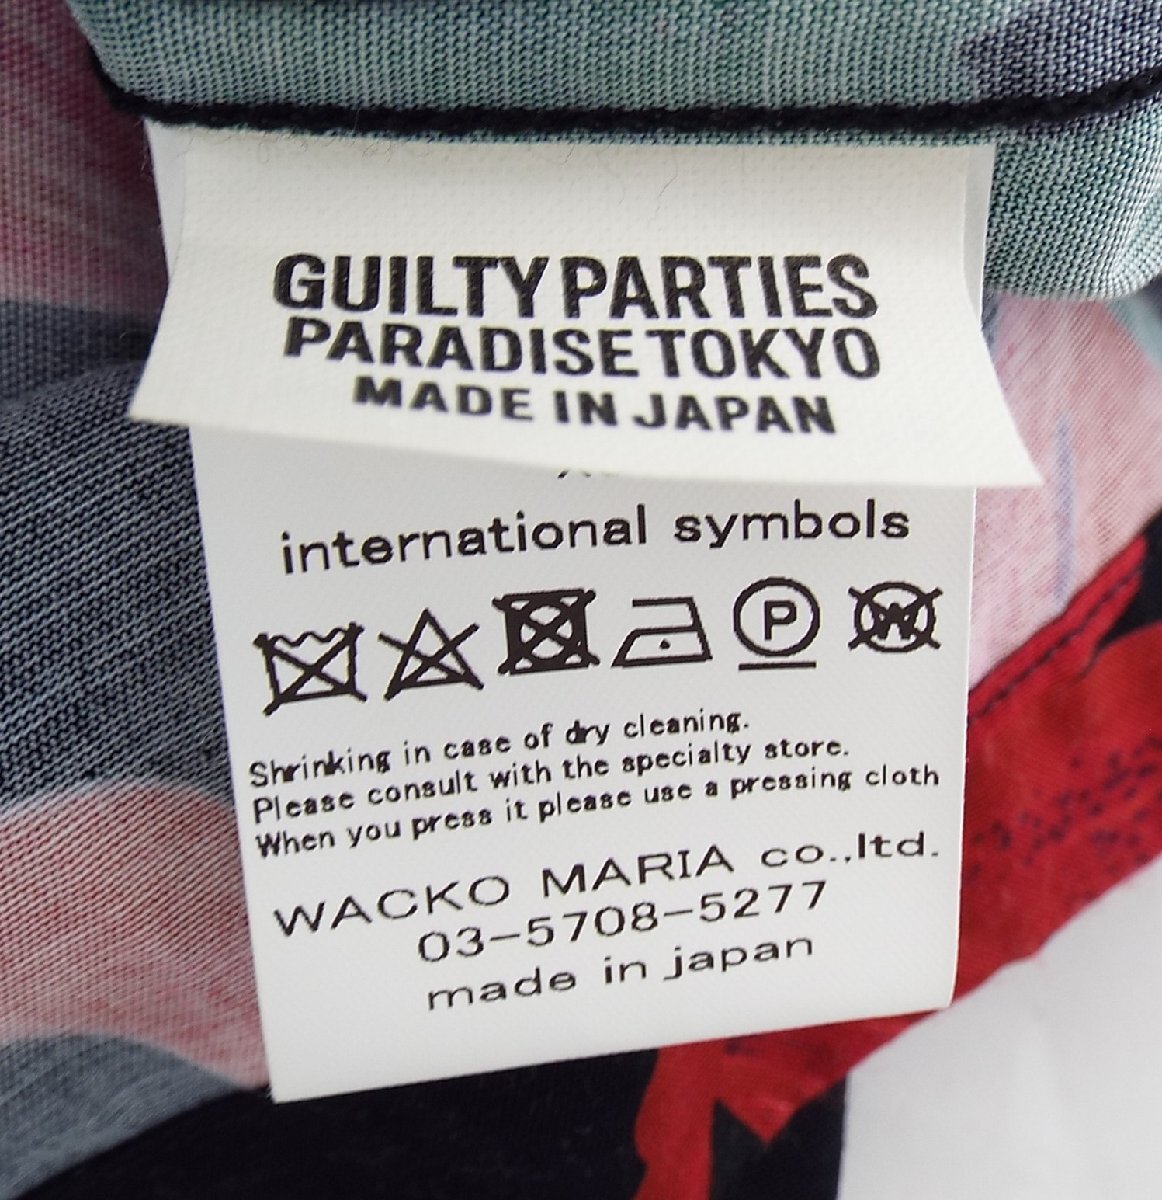 GUILTY PARTIES
PARADISE TOKYO
MADE IN JAPAN
international symbols
P W
Shrinking in case of dry cleaning.
Please consult with the specialty store.
When you press it please use a pressing cloth
WACKO MARIA co.,ltd.
03-5708-5277
made in japan